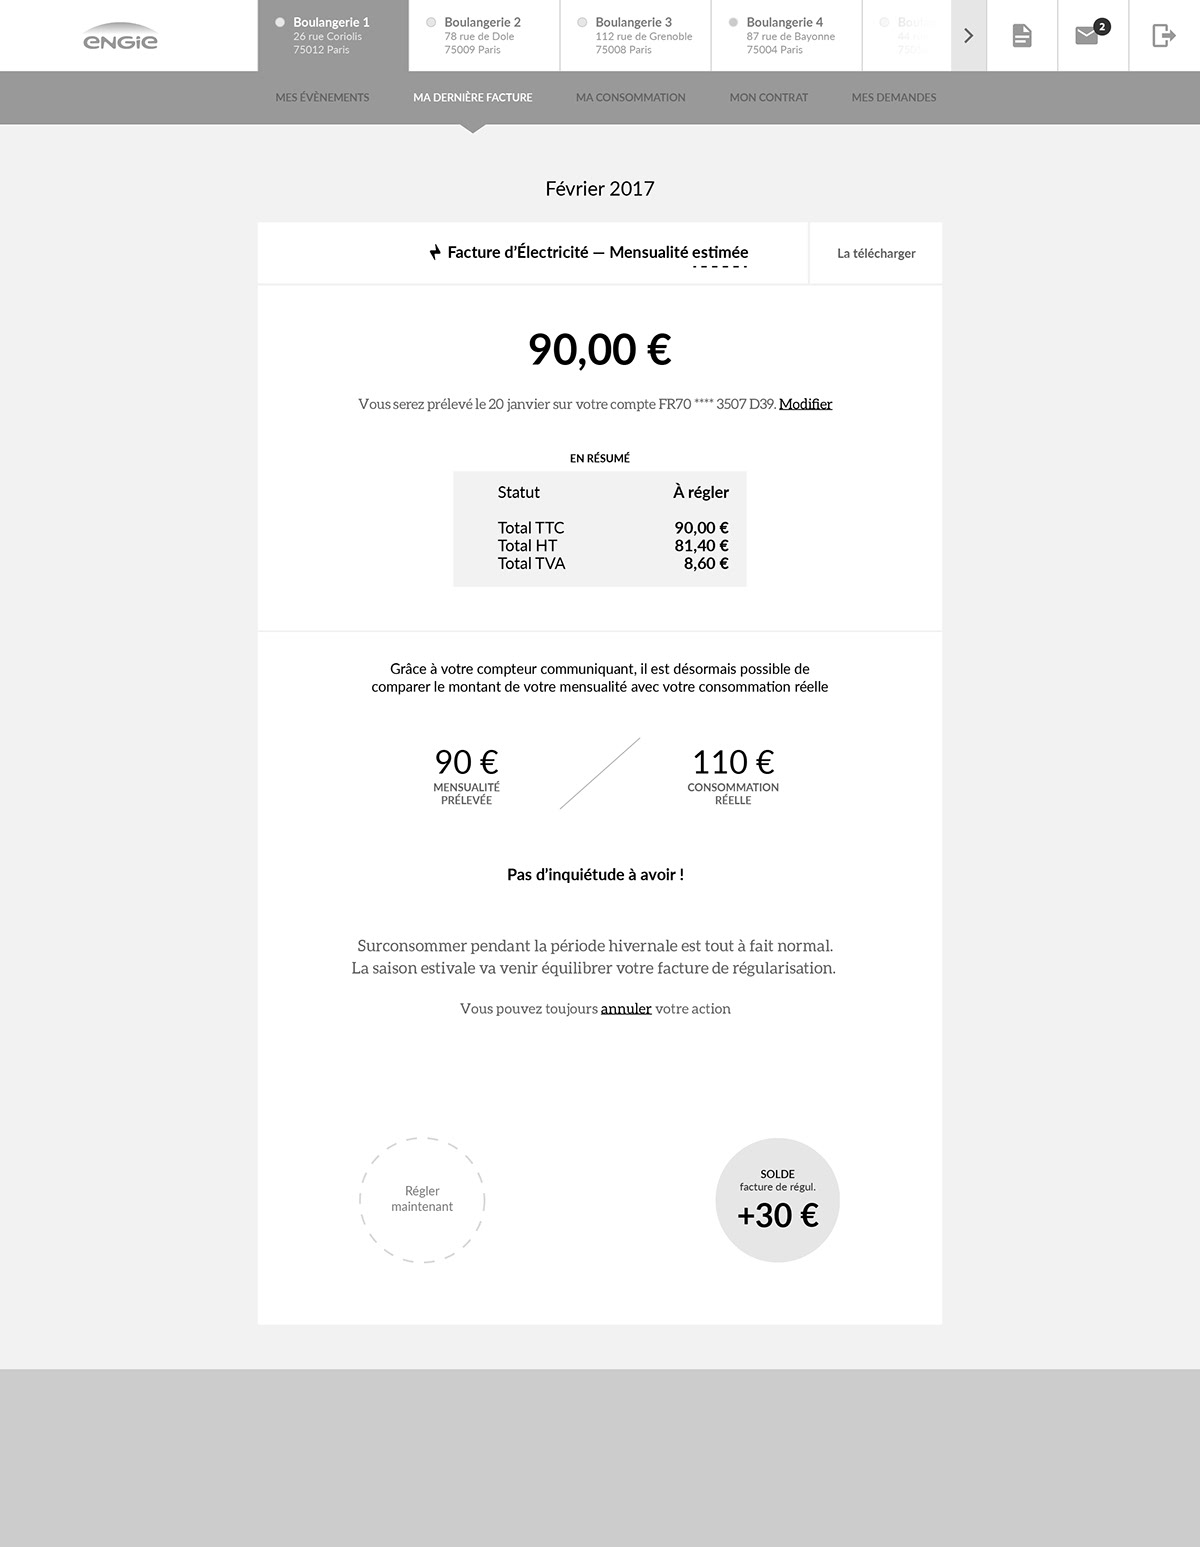 ENGIE
Boulangerie 1
26 rue Coriolis
75012 Paris
Boulangerie 2
78 rue de Dole
75009 Paris
Boulangerie 3
112 rue de Grenoble
75008 Paris
Boulangerie 4
87 rue de Bayonne
75004 Paris
2
MES ÉVÈNEMENTS
MA DERNIÈRE FACTURE
MA CONSOMMATION
MON CONTRAT
MES DEMANDES
Février 2017
Facture d’Électricité — Mensualité estimée
La télécharger
90,00 €
Vous serez prélevé le 20 janvier sur votre compte FR70 **** 3507 D39. Modifier
EN RÉSUMÉ
Statut À régler
Total TTC 90,00 €
Total HT 81,40 €
Total TVA 8,60 €
Grâce à votre compteur communiquant, il est désormais possible de
comparer le montant de votre mensualité avec votre consommation réelle
90 €
MENSUALITÉ
PRÉLEVÉE
110 €
CONSOMMATION
RÉELLE
Pas d’inquiétude à avoir !
Surconsommer pendant la période hivernale est tout à fait normal.
La saison estivale va venir équilibrer votre facture de régularisation.
Vous pouvez toujours annuler votre action
Régler
maintenant
SOLDE
facture de régul.
+30 €